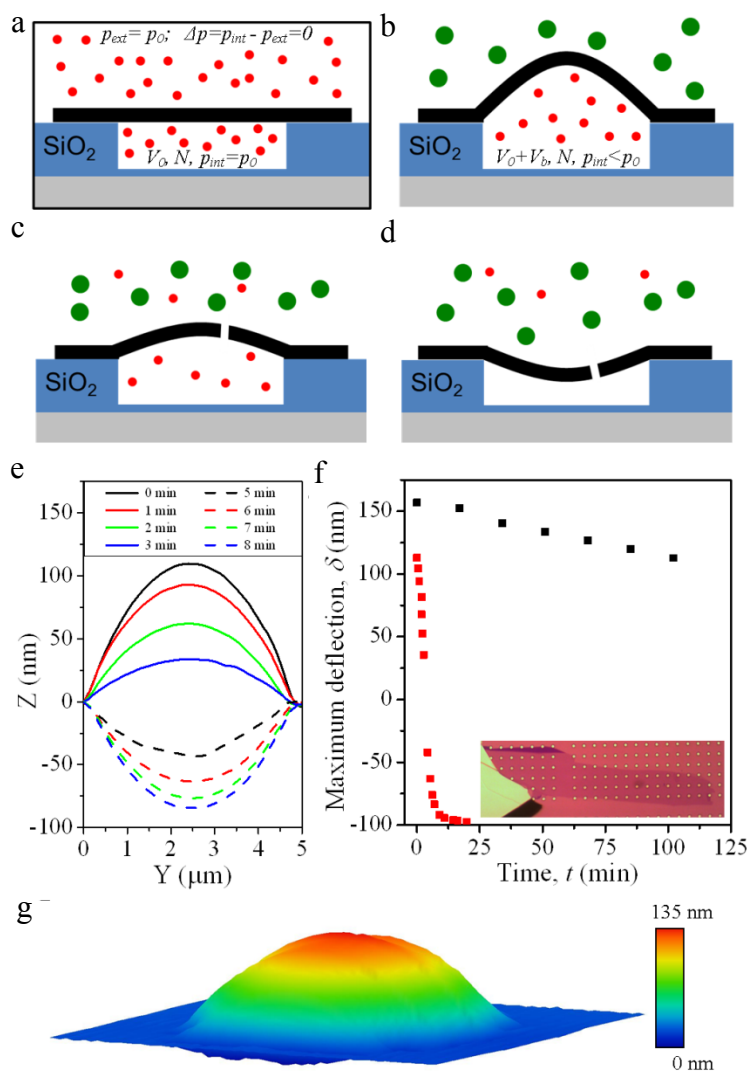 a
p_ext = p_0; Δp=p_int - p_ext=0
SiO₂
V_0, N, p_int=p_0
b
SiO₂
V_0+V_b, N, p_int<p_0
c
SiO₂
d
SiO₂
e
0 min
1 min
2 min
3 min
5 min
6 min
7 min
8 min
150
100
50
0
-50
-100
Z (nm)
0 1 2 3 4 5
Y (μm)
f
150
100
50
0
-50
-100
Maximum deflection, δ (nm)
0 25 50 75 100 125
Time, t (min)
g
135 nm
0 nm